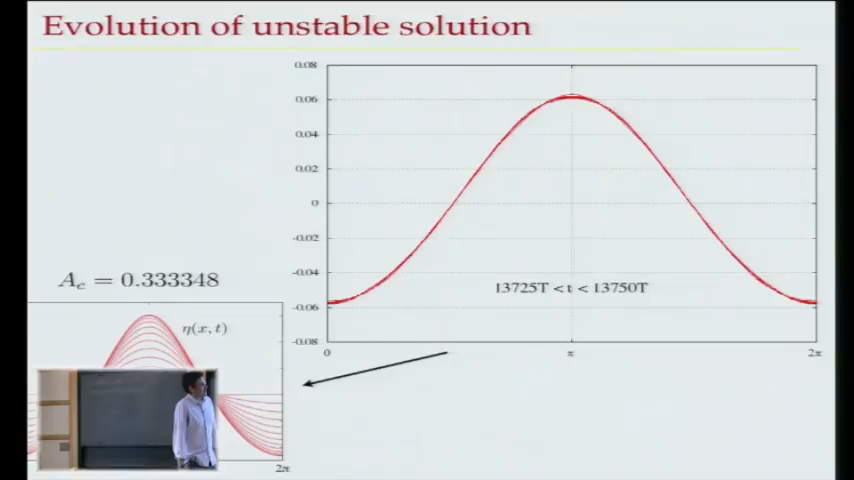 Evolution of unstable solution
0.08
0.06
0.04
0.02
0
-0.02
-0.04
-0.06
-0.08
0
π
2π
13725T < t < 13750T
A_c = 0.333348
η(x, t)
2π